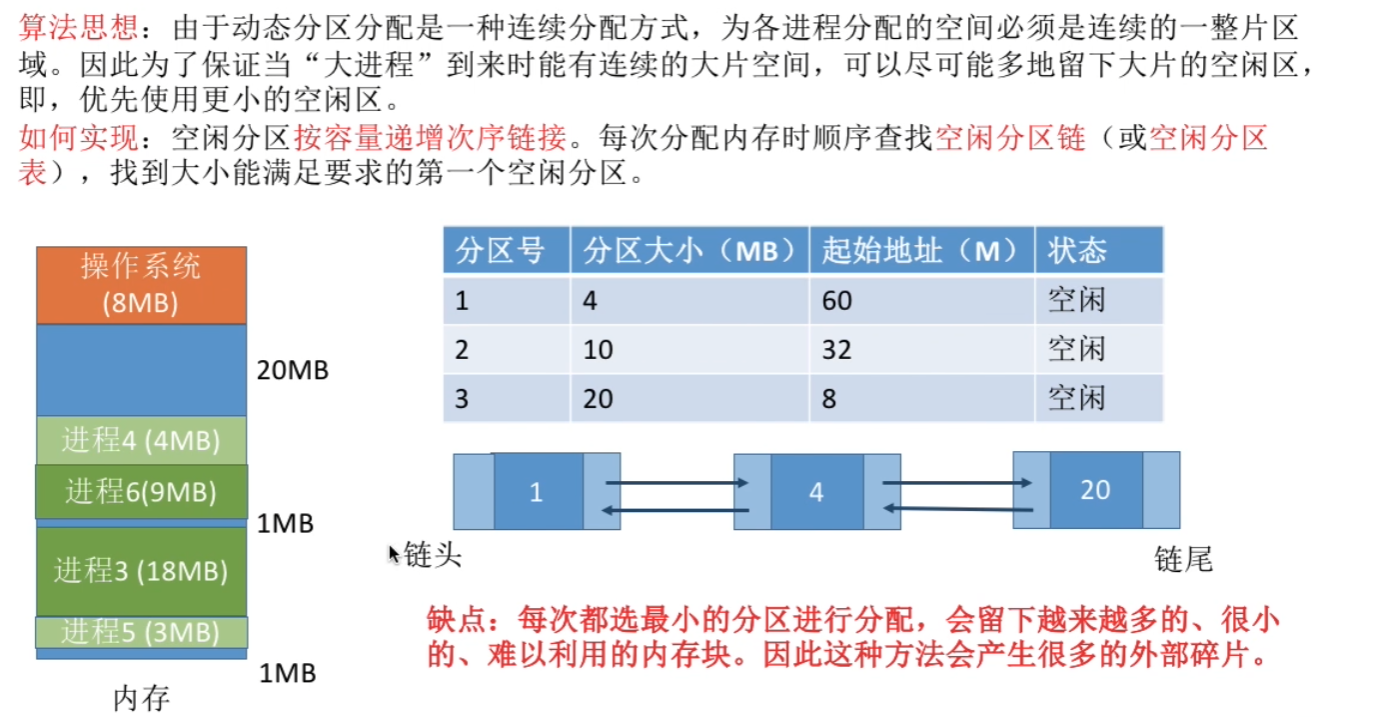 算法思想：由于动态分区分配是一种连续分配方式，为各进程分配的空间必须是连续的一整片区
域。因此为了保证当“大进程”到来时能有连续的大片空间，可以尽可能多地留下大片的空闲区，
即，优先使用更小的空闲区。
如何实现：空闲分区按容量递增次序链接。每次分配内存时顺序查找空闲分区链（或空闲分区
表），找到大小能满足要求的第一个空闲分区。
操作系统
(8MB)
20MB
进程4 (4MB)
进程6(9MB)
1MB
进程3 (18MB)
进程5 (3MB)
1MB
内存
分区号 分区大小（MB） 起始地址（M） 状态
1 4 60 空闲
2 10 32 空闲
3 20 8 空闲
1 4 20
链头 链尾
缺点：每次都选最小的分区进行分配，会留下越来越多的、很小
的、难以利用的内存块。因此这种方法会产生很多的外部碎片。